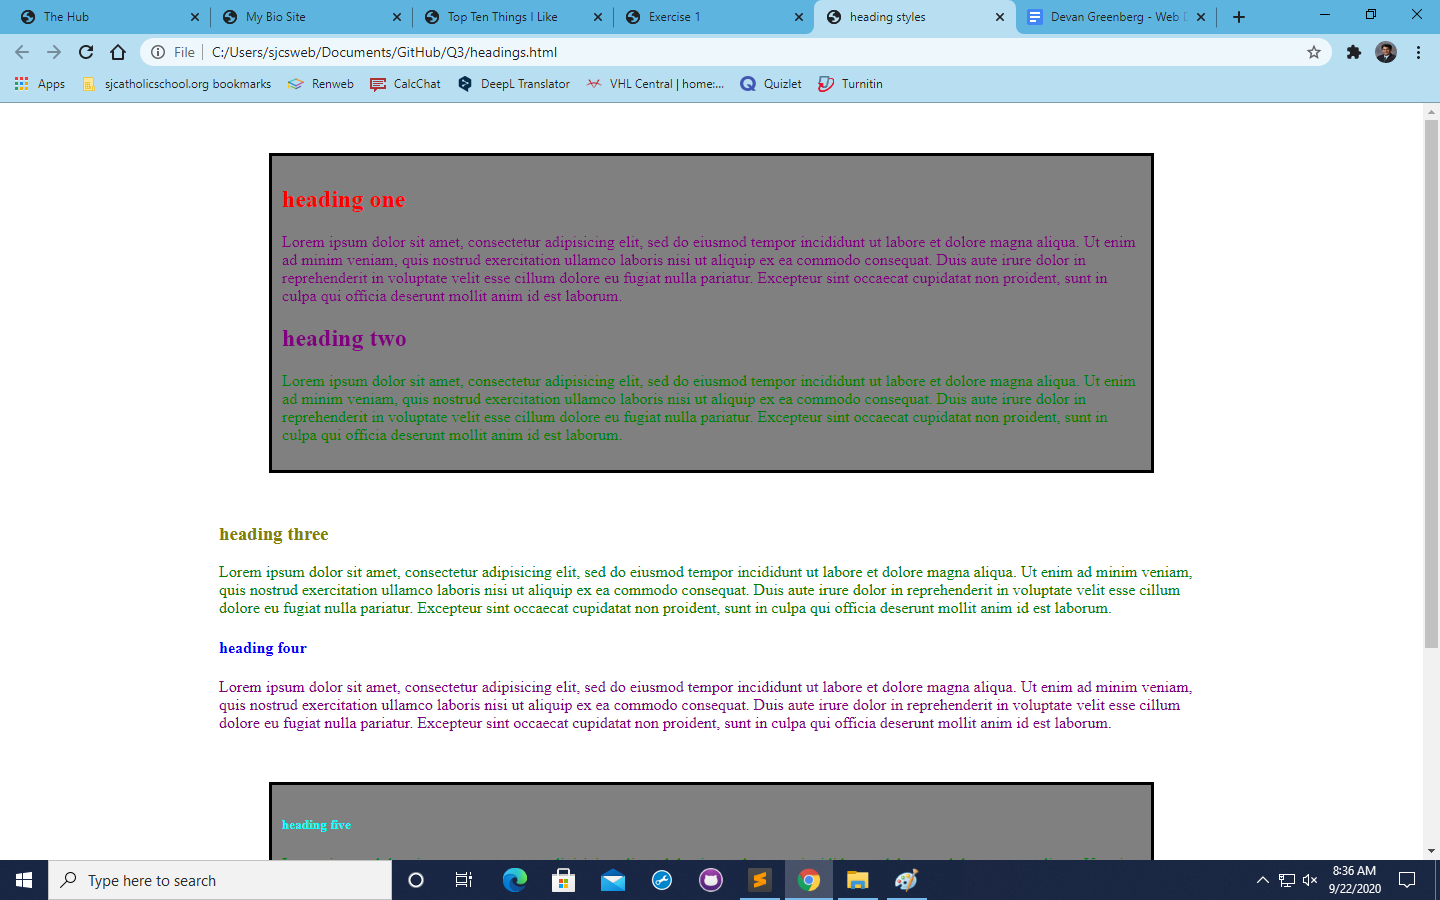 The Hub
My Bio Site
Top Ten Things I Like
Exercise 1
heading styles
Devan Greenberg - Web
File
C:/Users/sjcsweb/Documents/GitHub/Q3/headings.html
Apps
sjcatholicschool.org bookmarks
Renweb
CalcChat
DeepL Translator
VHL Central | home:...
Quizlet
Turnitin
heading one
Lorem ipsum dolor sit amet, consectetur adipisicing elit, sed do eiusmod tempor incididunt ut labore et dolore magna aliqua. Ut enim
ad minim veniam, quis nostrud exercitation ullamco laboris nisi ut aliquip ex ea commodo consequat. Duis aute irure dolor in
reprehenderit in voluptate velit esse cillum dolore eu fugiat nulla pariatur. Excepteur sint occaecat cupidatat non proident, sunt in
culpa qui officia deserunt mollit anim id est laborum.
heading two
Lorem ipsum dolor sit amet, consectetur adipisicing elit, sed do eiusmod tempor incididunt ut labore et dolore magna aliqua. Ut enim
ad minim veniam, quis nostrud exercitation ullamco laboris nisi ut aliquip ex ea commodo consequat. Duis aute irure dolor in
reprehenderit in voluptate velit esse cillum dolore eu fugiat nulla pariatur. Excepteur sint occaecat cupidatat non proident, sunt in
culpa qui officia deserunt mollit anim id est laborum.
heading three
Lorem ipsum dolor sit amet, consectetur adipisicing elit, sed do eiusmod tempor incididunt ut labore et dolore magna aliqua. Ut enim ad minim veniam,
quis nostrud exercitation ullamco laboris nisi ut aliquip ex ea commodo consequat. Duis aute irure dolor in reprehenderit in voluptate velit esse cillum
dolore eu fugiat nulla pariatur. Excepteur sint occaecat cupidatat non proident, sunt in culpa qui officia deserunt mollit anim id est laborum.
heading four
Lorem ipsum dolor sit amet, consectetur adipisicing elit, sed do eiusmod tempor incididunt ut labore et dolore magna aliqua. Ut enim ad minim veniam,
quis nostrud exercitation ullamco laboris nisi ut aliquip ex ea commodo consequat. Duis aute irure dolor in reprehenderit in voluptate velit esse cillum
dolore eu fugiat nulla pariatur. Excepteur sint occaecat cupidatat non proident, sunt in culpa qui officia deserunt mollit anim id est laborum.
heading five
Type here to search
8:36 AM
9/22/2020